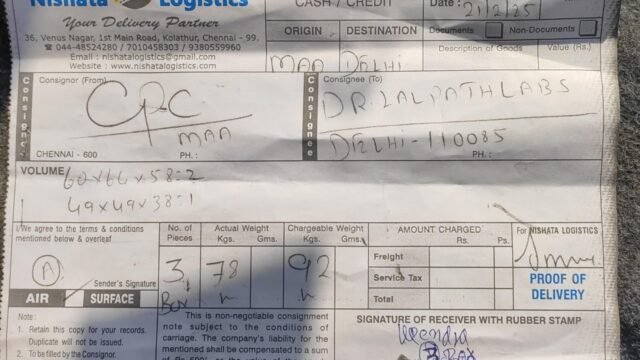 Nishata Logistics
Your Delivery Partner
36, Venus Nagar, 1st Main Road, Kolathur, Chennai - 99.
☎ 044-48524280 / 7010458303 / 9380559960
Email : nishatalogistics@gmail.com
Website : www.nishatalogistics.com
CASH / CREDIT
Date : 21/2/25
ORIGIN DESTINATION
MAA DELHI
Documents Non-Documents
Description of Goods Value (Rs.)
Consignor
Consignor (From)
CPC
MAA
CHENNAI - 600 PH. :
Consignee
Consignee (To)
DR. LAL PATH LABS
DELHI - 110085
PH. :
VOLUME
60x64x58=2
49x49x38=1
I/We agree to the terms & conditions
mentioned below & overleaf
Sender's Signature
AIR SURFACE
No. of Pieces
3
Box
Actual Weight
Kgs. Gms.
78
Chargeable Weight
Kgs. Gms.
92
AMOUNT CHARGED
Rs. Ps.
Freight
Service Tax
Total
For NISHATA LOGISTICS
PROOF OF
DELIVERY
Note :
1. Retain this copy for your records.
Duplicate will not be issued.
2. To be filled by the Consignor.
This is non-negotiable consignment
note subject to the conditions of
carriage. The company's liability for
the mentioned shall be compensated to a sum
SIGNATURE OF RECEIVER WITH RUBBER STAMP